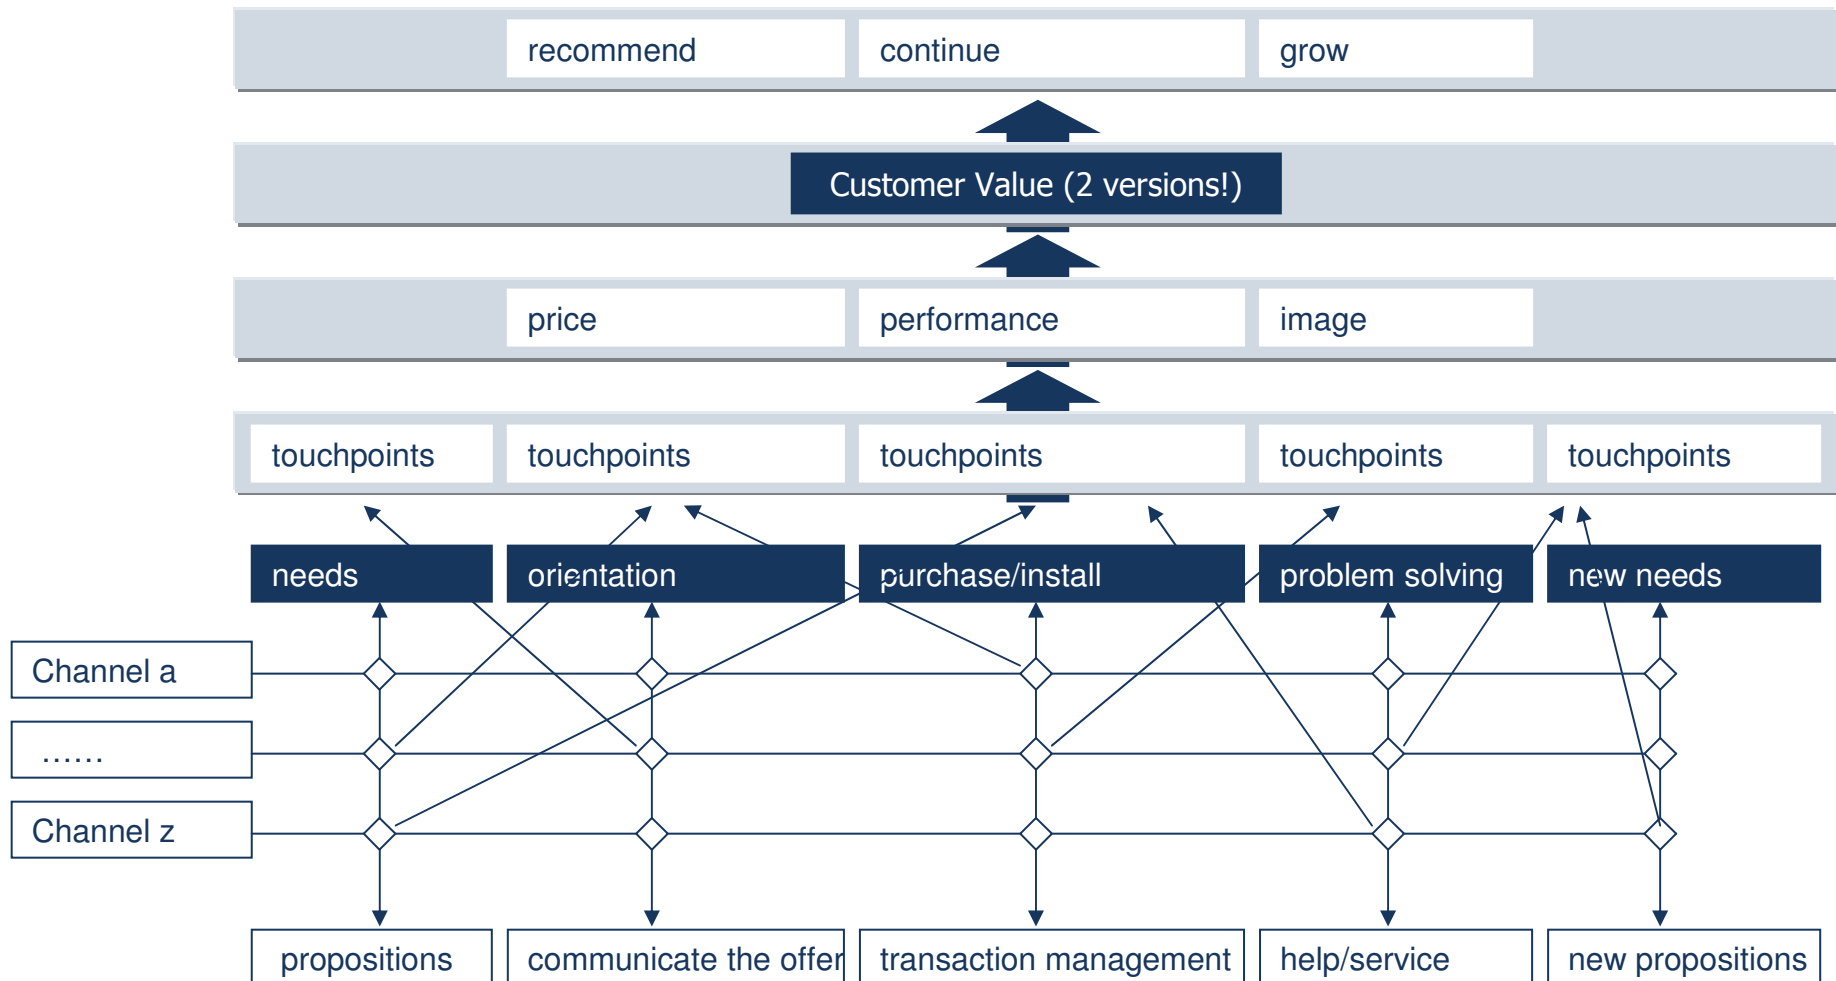 recommend
continue
grow
Customer Value (2 versions!)
price
performance
image
touchpoints
touchpoints
touchpoints
touchpoints
touchpoints
needs
orientation
purchase/install
problem solving
new needs
Channel a
......
Channel z
propositions
communicate the offer
transaction management
help/service
new propositions